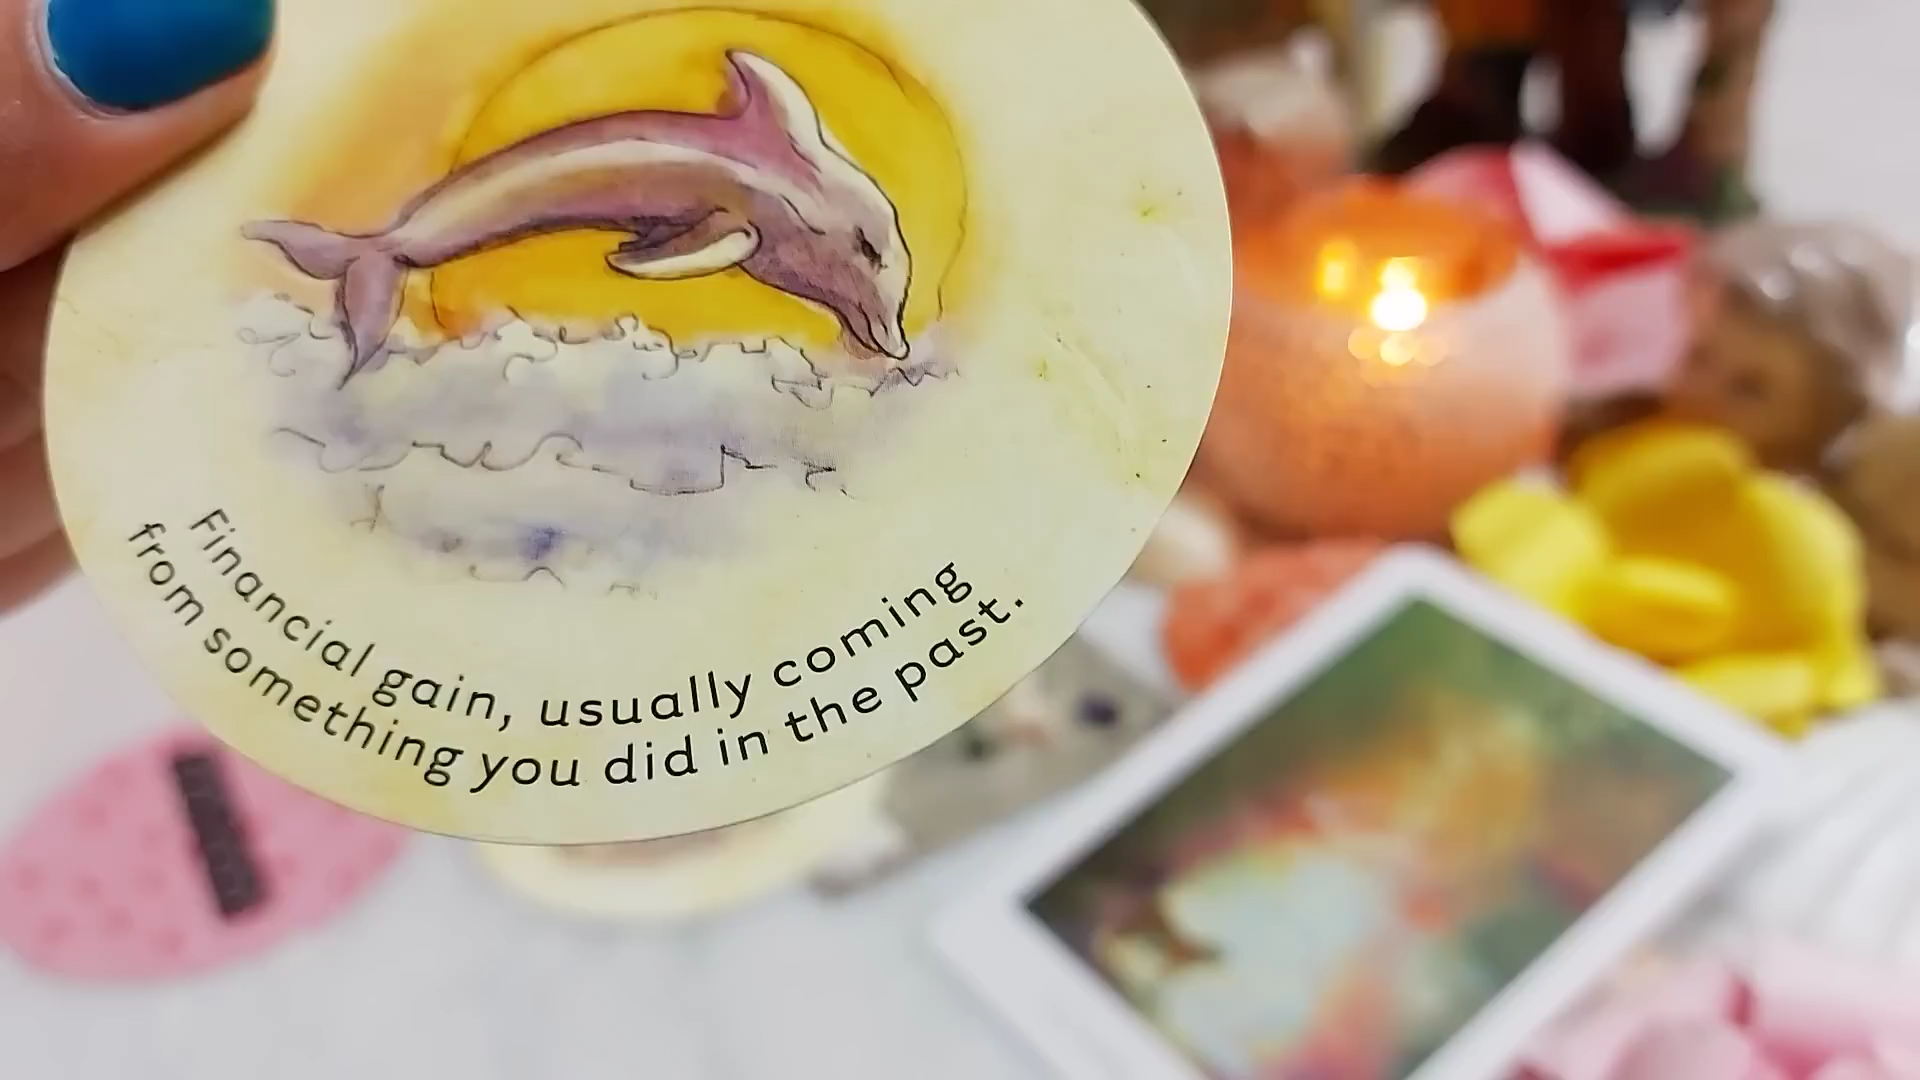 Financial gain, usually coming
from something you did in the past.